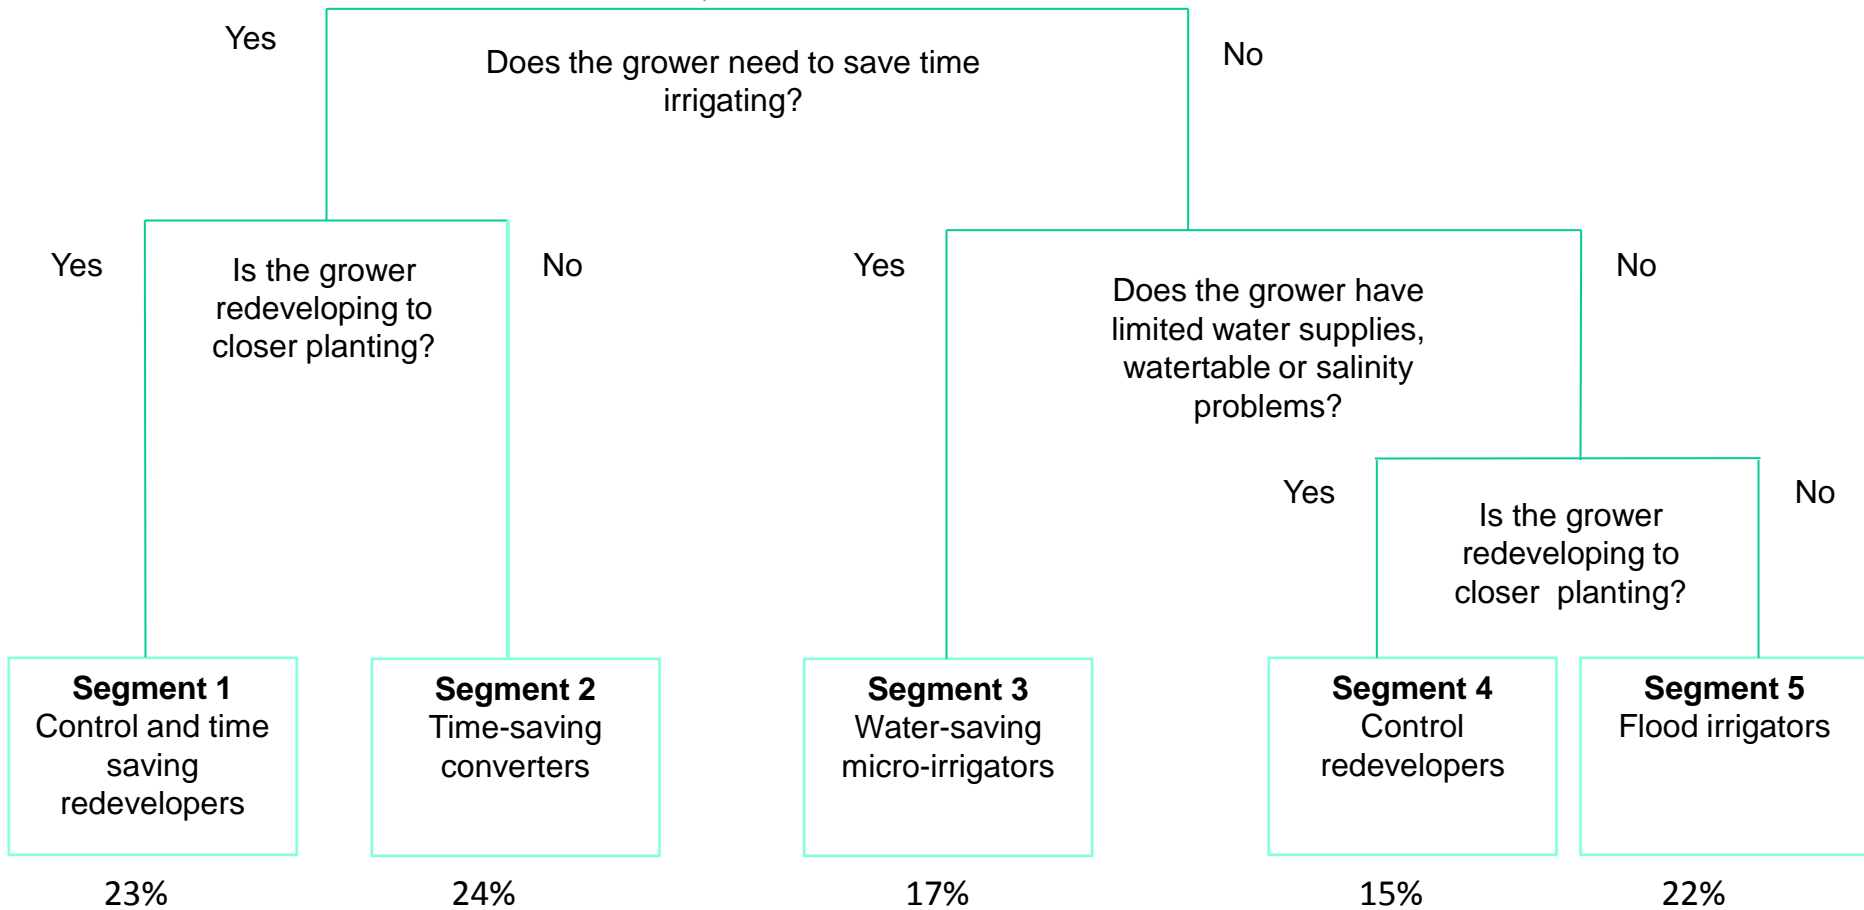 Yes
Does the grower need to save time
irrigating?
No
Yes
Is the grower
redeveloping to
closer planting?
No
Yes
Does the grower have
limited water supplies,
watertable or salinity
problems?
No
Yes
Is the grower
redeveloping to
closer  planting?
No
Segment 1
Control and time
saving
redevelopers
Segment 2
Time-saving
converters
Segment 3
Water-saving
micro-irrigators
Segment 4
Control
redevelopers
Segment 5
Flood irrigators
23%
24%
17%
15%
22%